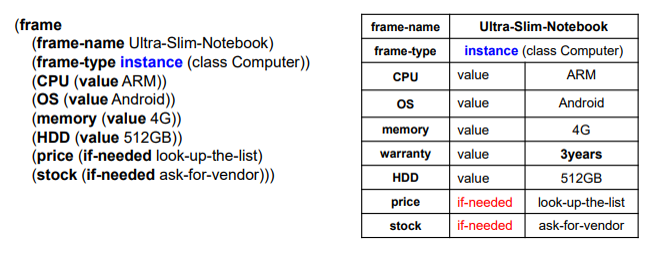 (frame
(frame-name Ultra-Slim-Notebook)
(frame-type instance (class Computer))
(CPU (value ARM))
(OS (value Android))
(memory (value 4G))
(HDD (value 512GB))
(price (if-needed look-up-the-list)
(stock (if-needed ask-for-vendor)))
frame-name Ultra-Slim-Notebook
frame-type instance (class Computer)
CPU value ARM
OS value Android
memory value 4G
warranty value 3years
HDD value 512GB
price if-needed look-up-the-list
stock if-needed ask-for-vendor